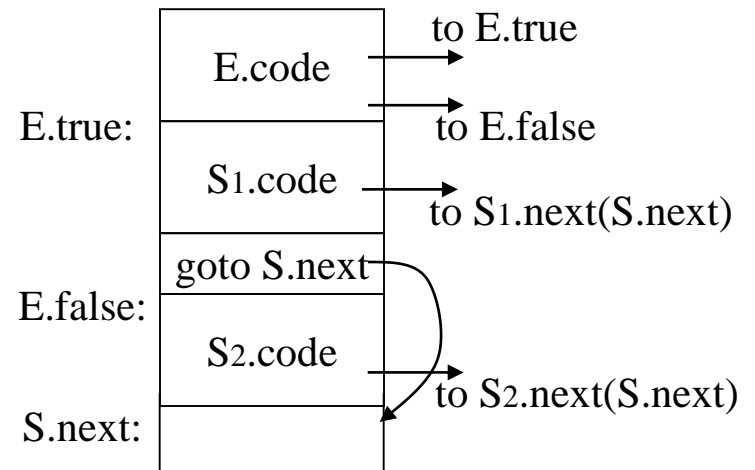 to E.true
E.code
E.true:
to E.false
S1.code
to S1.next(S.next)
goto S.next
E.false:
S2.code
to S2.next(S.next)
S.next: